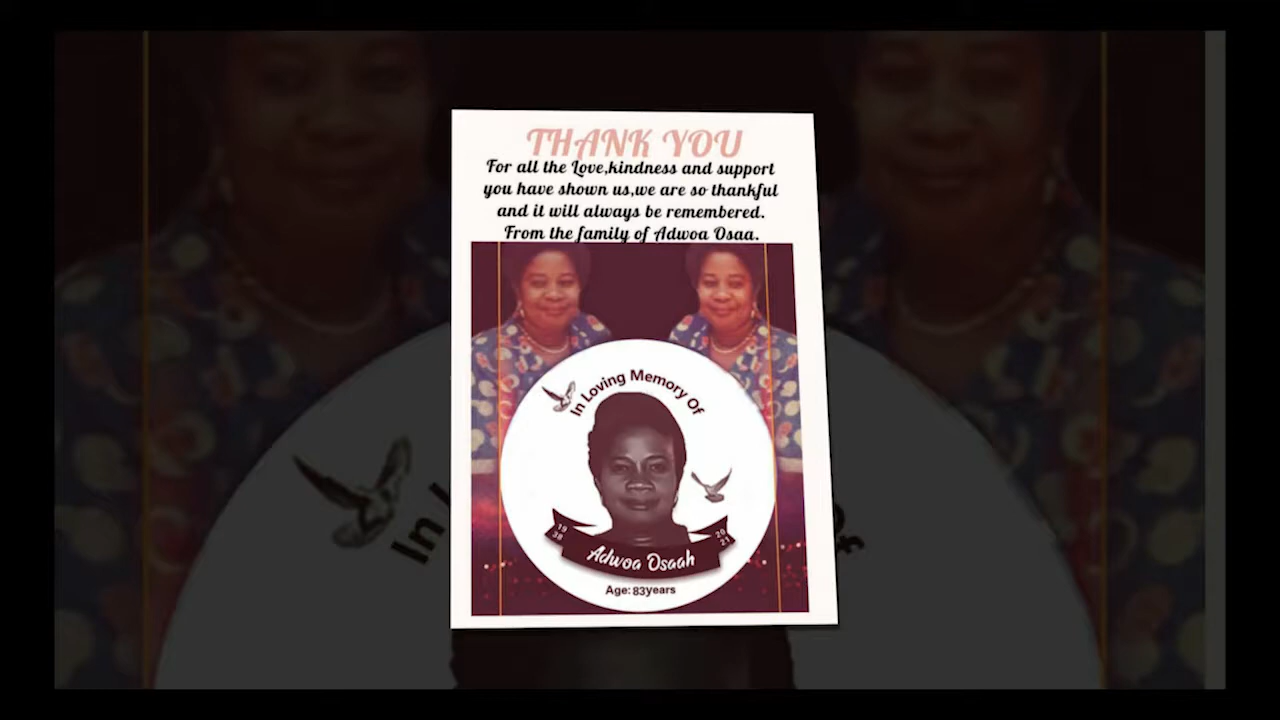 THANK YOU
For all the Love,kindness and support
you have shown us,we are so thankful
and it will always be remembered.
From the family of Adwoa Osaa.
In Loving Memory Of
19
38
20
21
Adwoa Osaah
Age: 83years
In